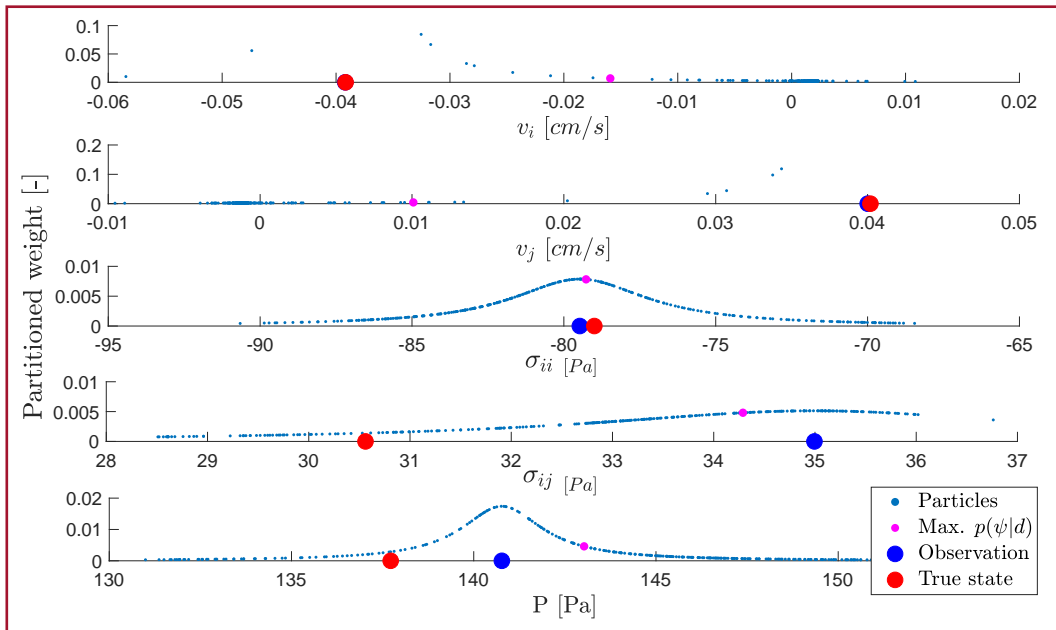 Partitioned weight [-]
0.1
0.05
0
-0.06 -0.05 -0.04 -0.03 -0.02 -0.01 0 0.01 0.02
v_i [cm/s]
0.2
0.1
0
-0.01 0 0.01 0.02 0.03 0.04 0.05
v_j [cm/s]
0.01
0.005
0
-95 -90 -85 -80 -75 -70 -65
σ_ii [Pa]
0.01
0.005
0
28 29 30 31 32 33 34 35 36 37
σ_ij [Pa]
0.02
0.01
0
130 135 140 145 150
P [Pa]
Particles
Max. p(ψ|d)
Observation
True state